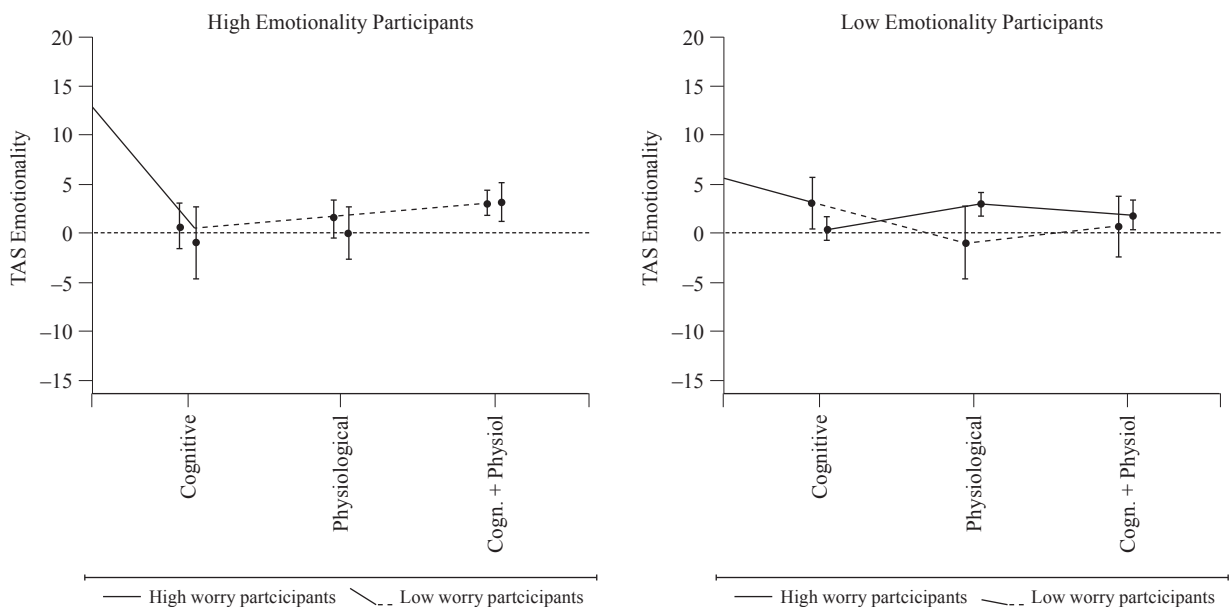 High Emotionality Participants
20
15
10
5
0
–5
–10
–15
TAS Emotionality
Cognitive
Physiological
Cogn. + Physiol
High worry partcicipants
Low worry partcicipants
Low Emotionality Participants
20
15
10
5
0
–5
–10
–15
TAS Emotionality
Cognitive
Physiological
Cogn. + Physiol
High worry partcicipants
Low worry partcicipants